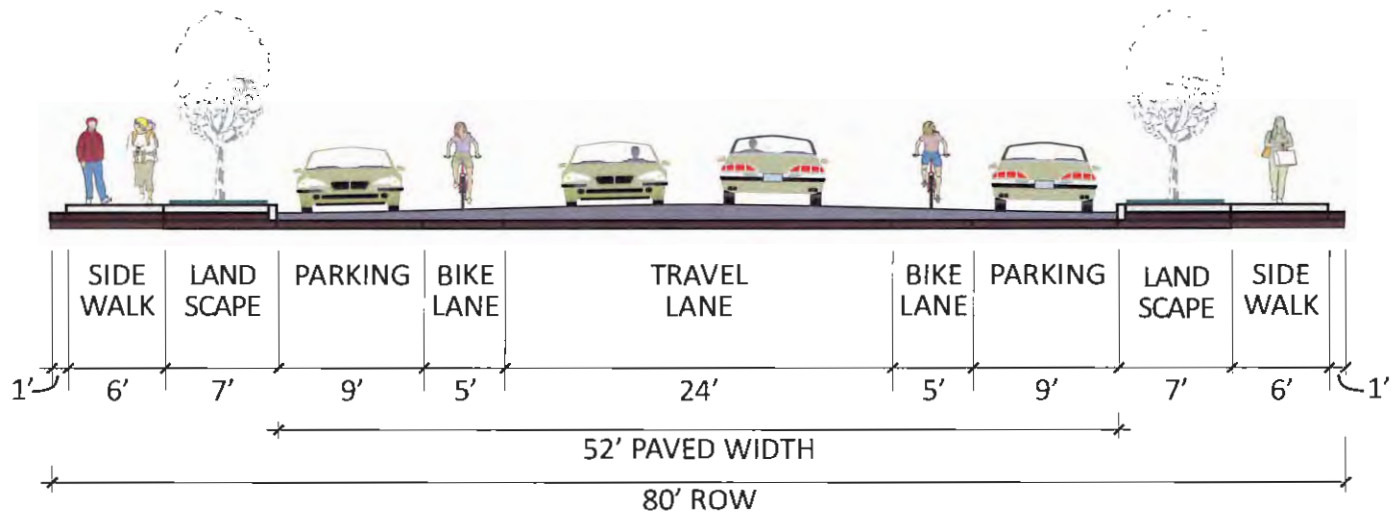 SIDE WALK
LAND SCAPE
PARKING
BIKE LANE
TRAVEL LANE
BIKE LANE
PARKING
LAND SCAPE
SIDE WALK
1' 6' 7' 9' 5' 24' 5' 9' 7' 6' 1'
52' PAVED WIDTH
80' ROW